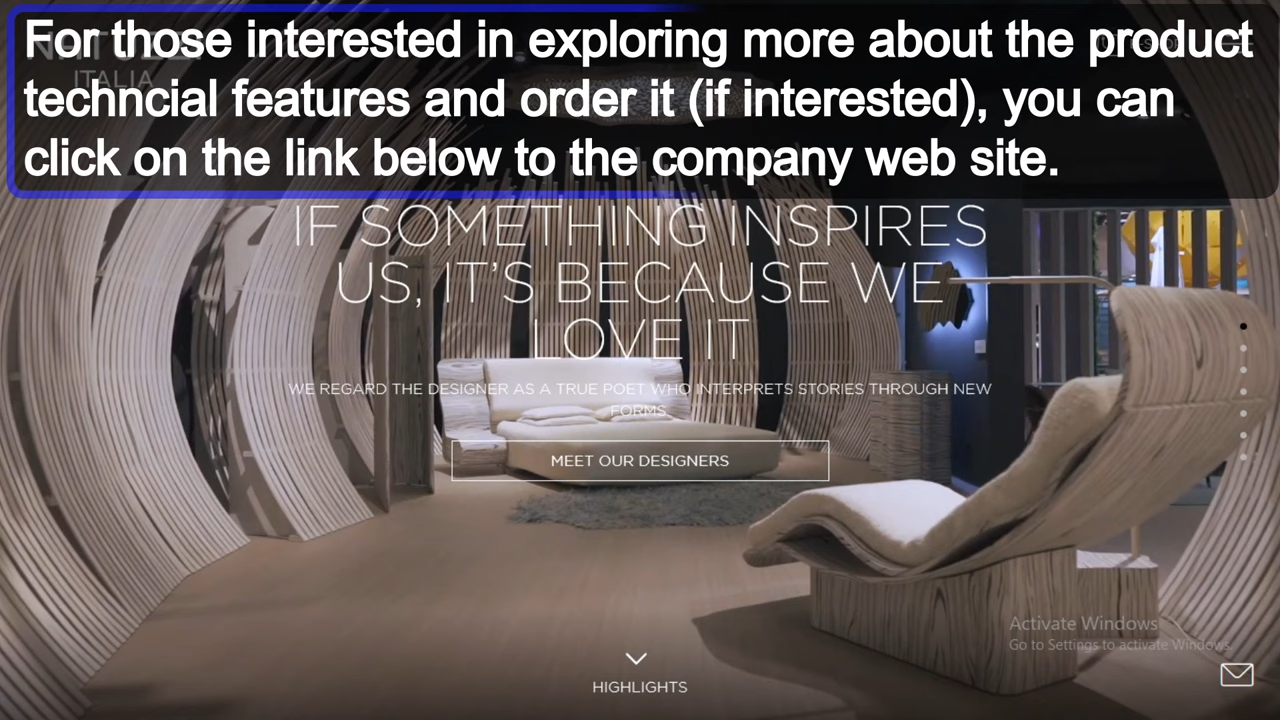 For those interested in exploring more about the product
techncial features and order it (if interested), you can
click on the link below to the company web site.
ITALIA
IF SOMETHING INSPIRES
US, IT'S BECAUSE WE
LOVE IT
WE REGARD THE DESIGNER AS A TRUE POET WHO INTERPRETS STORIES THROUGH NEW
FORMS
MEET OUR DESIGNERS
Activate Windows
Go to Settings to activate Windows.
HIGHLIGHTS